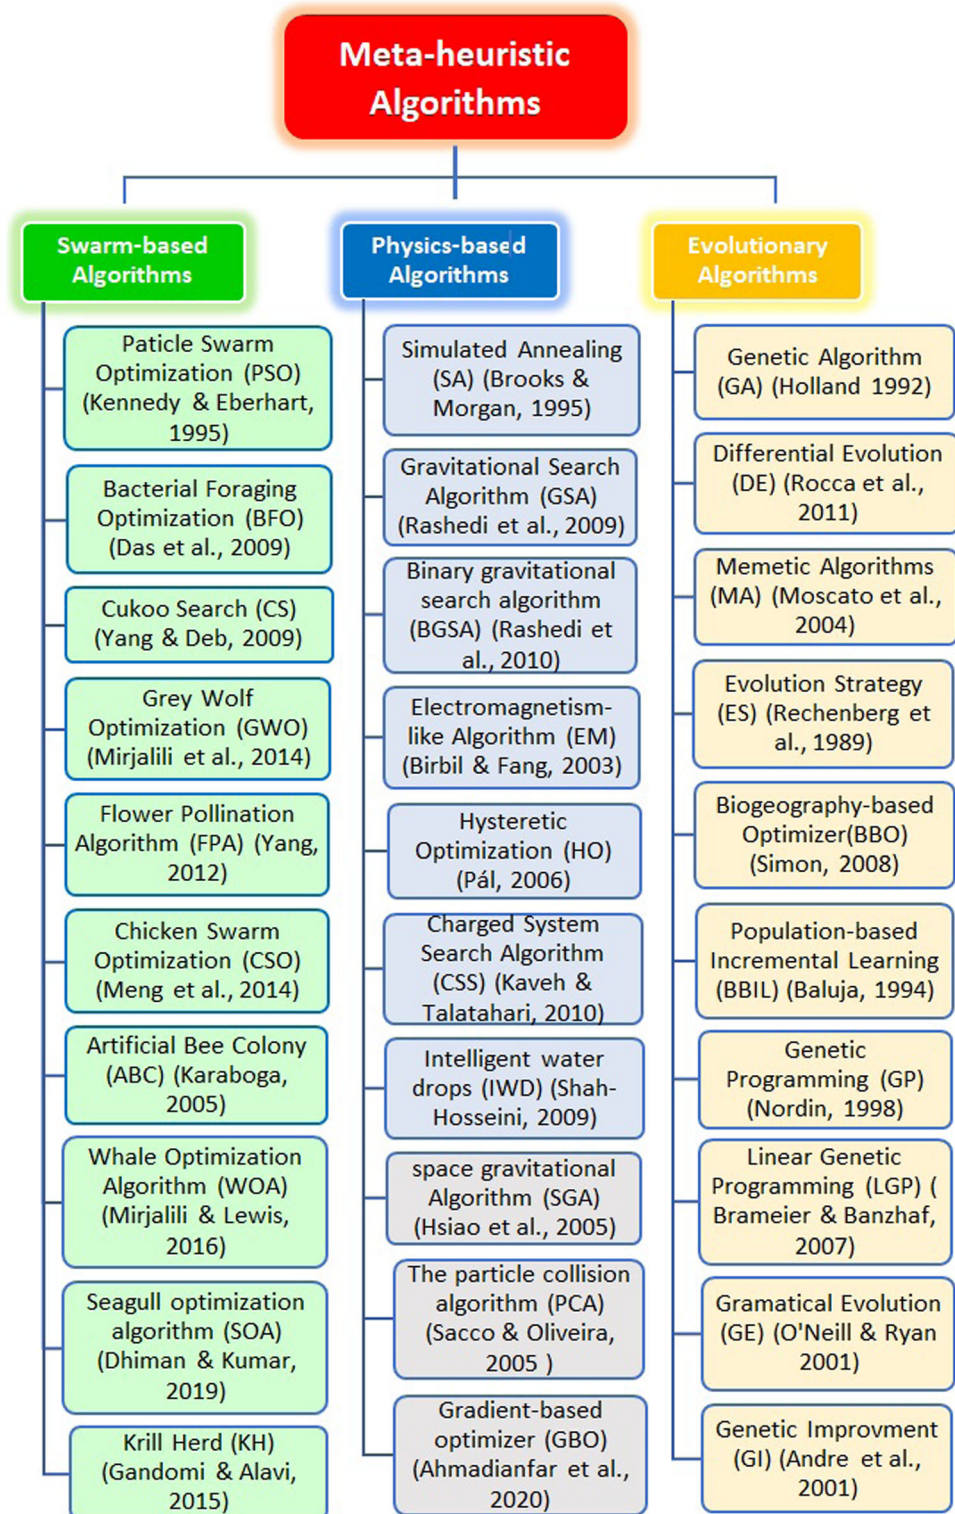 Meta-heuristic
Algorithms
Swarm-based
Algorithms
Paticle Swarm
Optimization (PSO)
(Kennedy & Eberhart,
1995)
Bacterial Foraging
Optimization (BFO)
(Das et al., 2009)
Cukoo Search (CS)
(Yang & Deb, 2009)
Grey Wolf
Optimization (GWO)
(Mirjalili et al., 2014)
Flower Pollination
Algorithm (FPA) (Yang,
2012)
Chicken Swarm
Optimization (CSO)
(Meng et al., 2014)
Artificial Bee Colony
(ABC) (Karaboga,
2005)
Whale Optimization
Algorithm (WOA)
(Mirjalili & Lewis,
2016)
Seagull optimization
algorithm (SOA)
(Dhiman & Kumar,
2019)
Krill Herd (KH)
(Gandomi & Alavi,
2015)
Physics-based
Algorithms
Simulated Annealing
(SA) (Brooks &
Morgan, 1995)
Gravitational Search
Algorithm (GSA)
(Rashedi et al., 2009)
Binary gravitational
search algorithm
(BGSA) (Rashedi et
al., 2010)
Electromagnetism-
like Algorithm (EM)
(Birbil & Fang, 2003)
Hysteretic
Optimization (HO)
(Pál, 2006)
Charged System
Search Algorithm
(CSS) (Kaveh &
Talatahari, 2010)
Intelligent water
drops (IWD) (Shah-
Hosseini, 2009)
space gravitational
Algorithm (SGA)
(Hsiao et al., 2005)
The particle collision
algorithm (PCA)
(Sacco & Oliveira,
2005 )
Gradient-based
optimizer (GBO)
(Ahmadianfar et al.,
2020)
Evolutionary
Algorithms
Genetic Algorithm
(GA) (Holland 1992)
Differential Evolution
(DE) (Rocca et al.,
2011)
Memetic Algorithms
(MA) (Moscato et al.,
2004)
Evolution Strategy
(ES) (Rechenberg et
al., 1989)
Biogeography-based
Optimizer(BBO)
(Simon, 2008)
Population-based
Incremental Learning
(BBIL) (Baluja, 1994)
Genetic
Programming (GP)
(Nordin, 1998)
Linear Genetic
Programming (LGP) (
Brameier & Banzhaf,
2007)
Gramatical Evolution
(GE) (O'Neill & Ryan
2001)
Genetic Improvment
(GI) (Andre et al.,
2001)